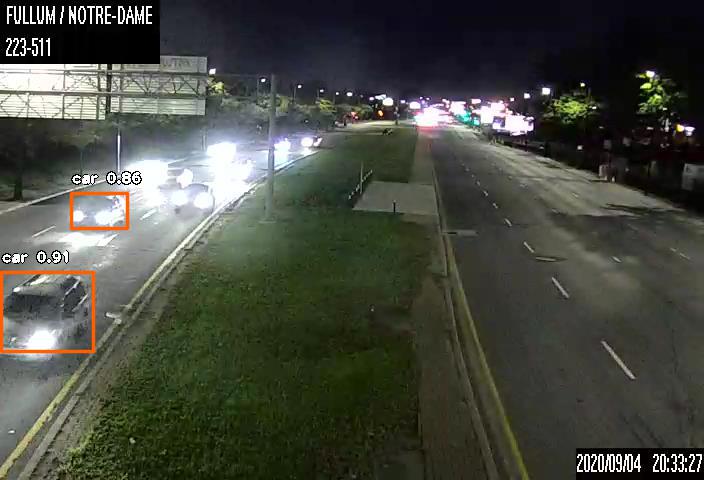 FULLUM / NOTRE-DAME
223-511
car 0.86
car 0.91
2020/09/04 20:33:27